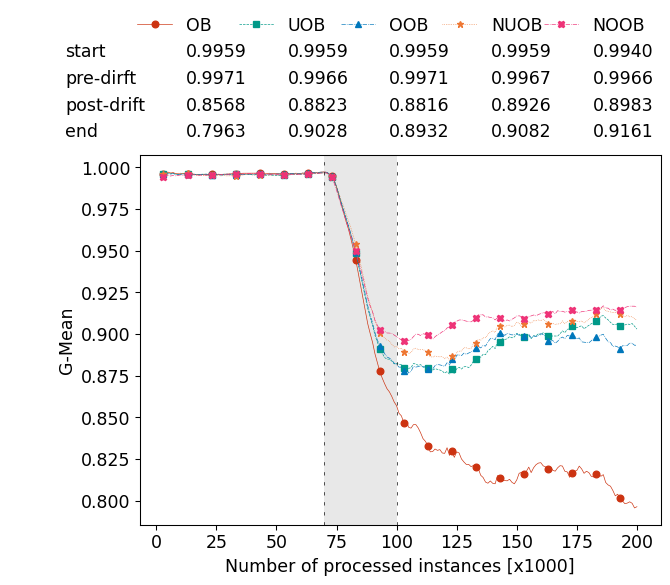 OB UOB OOB NUOB NOOB
start 0.9959 0.9959 0.9959 0.9959 0.9940
pre-dirft 0.9971 0.9966 0.9971 0.9967 0.9966
post-drift 0.8568 0.8823 0.8816 0.8926 0.8983
end 0.7963 0.9028 0.8932 0.9082 0.9161
1.000
0.975
0.950
0.925
0.900
0.875
0.850
0.825
0.800
G-Mean
0 25 50 75 100 125 150 175 200
Number of processed instances [x1000]